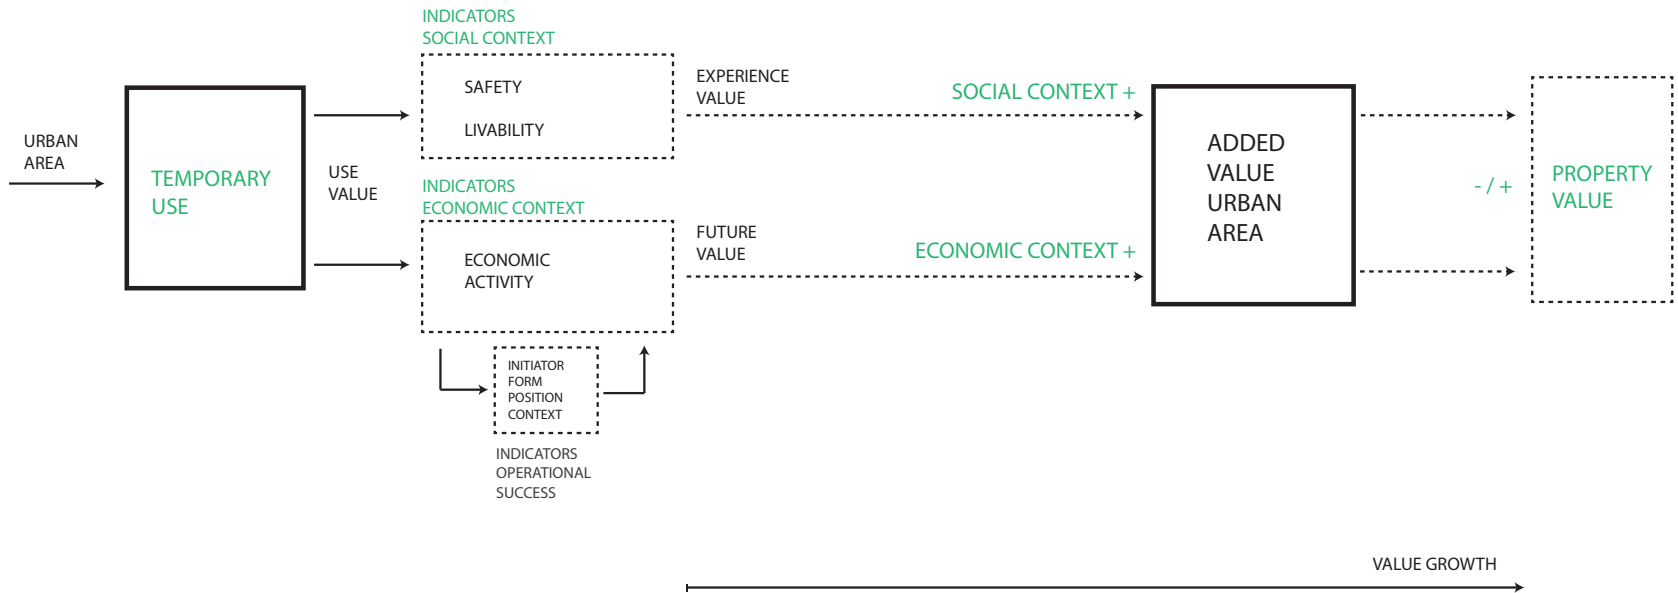 INDICATORS
SOCIAL CONTEXT
SAFETY
LIVABILITY
EXPERIENCE
VALUE
SOCIAL CONTEXT +
URBAN
AREA
TEMPORARY
USE
USE
VALUE
INDICATORS
ECONOMIC CONTEXT
ECONOMIC
ACTIVITY
FUTURE
VALUE
ECONOMIC CONTEXT +
ADDED
VALUE
URBAN
AREA
- / +
PROPERTY
VALUE
INITIATOR
FORM
POSITION
CONTEXT
INDICATORS
OPERATIONAL
SUCCESS
VALUE GROWTH